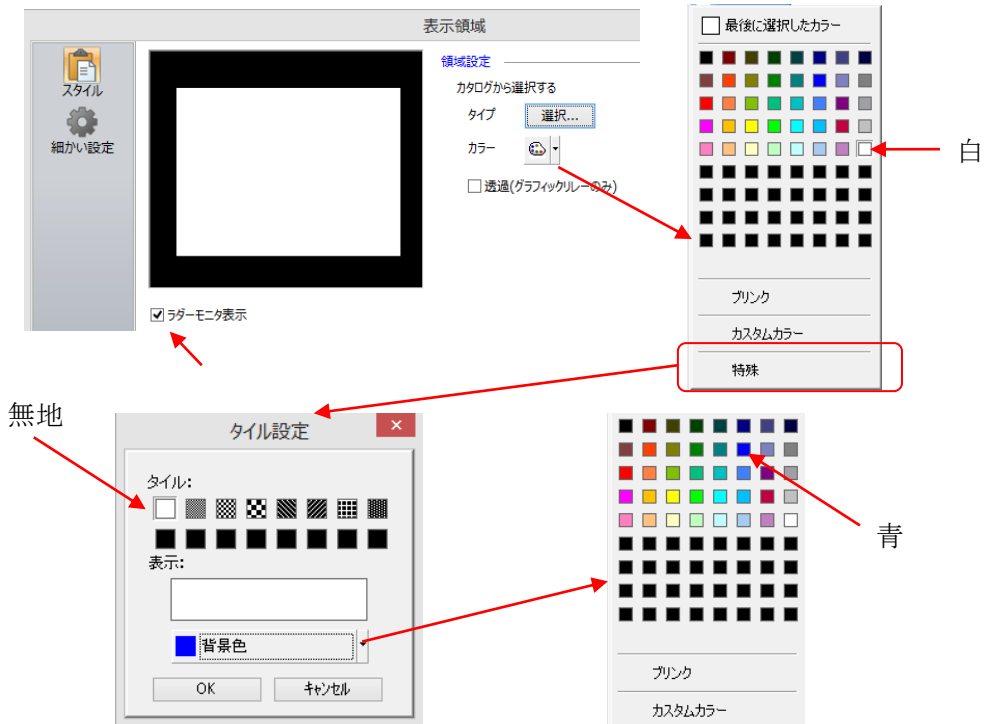 表示領域
スタイル
細かい設定
領域設定
カタログから選択する
タイプ
選択...
カラー
透過(グラフィックリレーのみ)
ラダーモニタ表示
最後に選択したカラー
白
ブリンク
カスタムカラー
特殊
無地
タイル設定
タイル:
表示:
背景色
OK
キャンセル
青
ブリンク
カスタムカラー